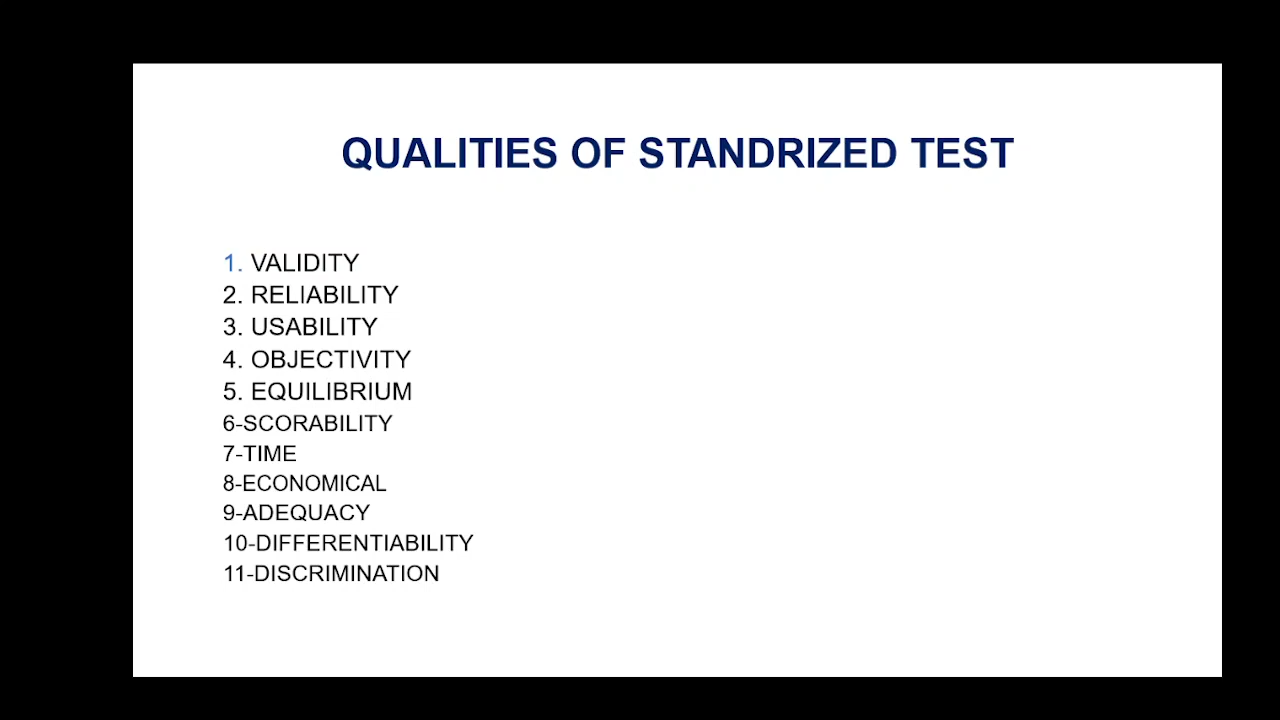 QUALITIES OF STANDRIZED TEST
1. VALIDITY
2. RELIABILITY
3. USABILITY
4. OBJECTIVITY
5. EQUILIBRIUM
6-SCORABILITY
7-TIME
8-ECONOMICAL
9-ADEQUACY
10-DIFFERENTIABILITY
11-DISCRIMINATION